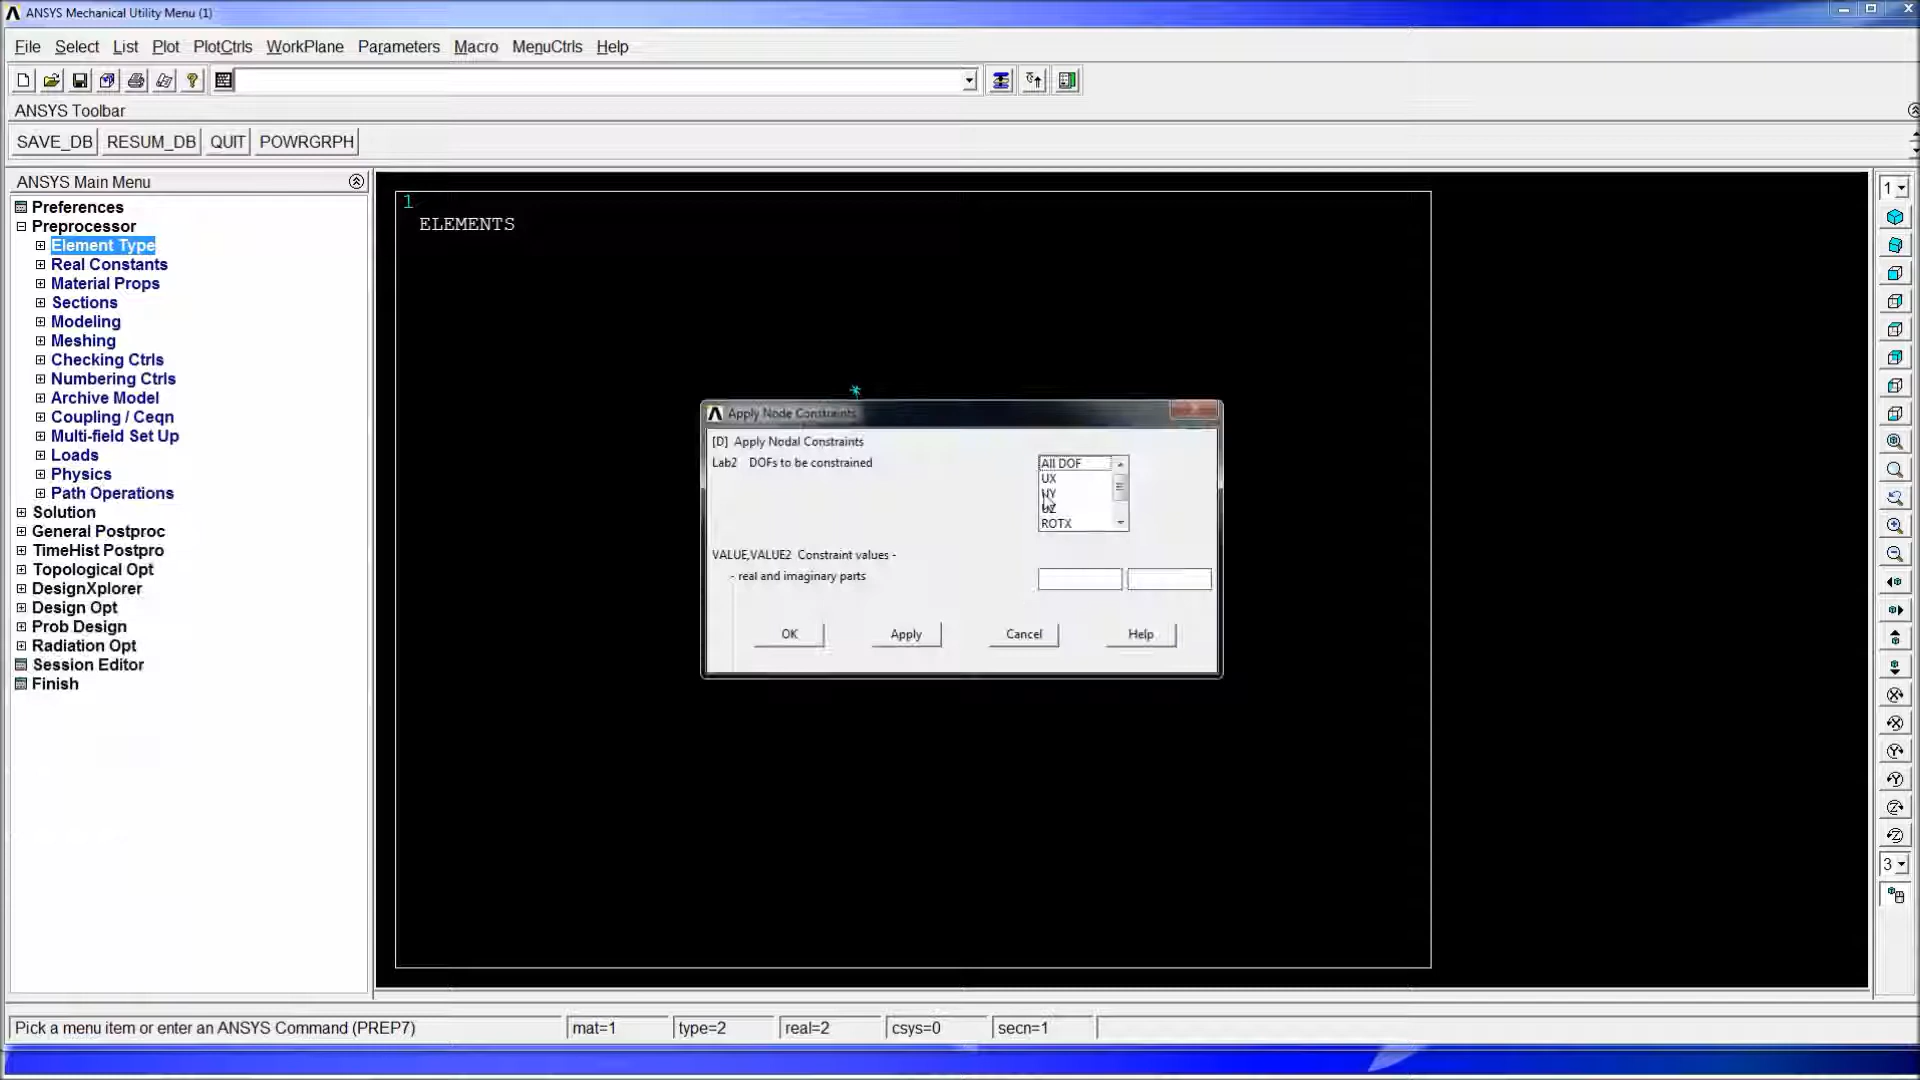 ANSYS Mechanical Utility Menu (1)
File Select List Plot PlotCtrls WorkPlane Parameters Macro MenuCtrls Help
ANSYS Toolbar
SAVE_DB RESUM_DB QUIT POWRGRPH
ANSYS Main Menu
Preferences
Preprocessor
Element Type
Real Constants
Material Props
Sections
Modeling
Meshing
Checking Ctrls
Numbering Ctrls
Archive Model
Coupling / Ceqn
Multi-field Set Up
Loads
Physics
Path Operations
Solution
General Postproc
TimeHist Postpro
Topological Opt
DesignXplorer
Design Opt
Prob Design
Radiation Opt
Session Editor
Finish
1
ELEMENTS
Apply Node Constraints
[D] Apply Nodal Constraints
Lab2 DOFs to be constrained
All DOF
UX
UY
UZ
ROTX
VALUE,VALUE2 Constraint values -
- real and imaginary parts
OK Apply Cancel Help
1
3
Pick a menu item or enter an ANSYS Command (PREP7) mat=1 type=2 real=2 csys=0 secn=1